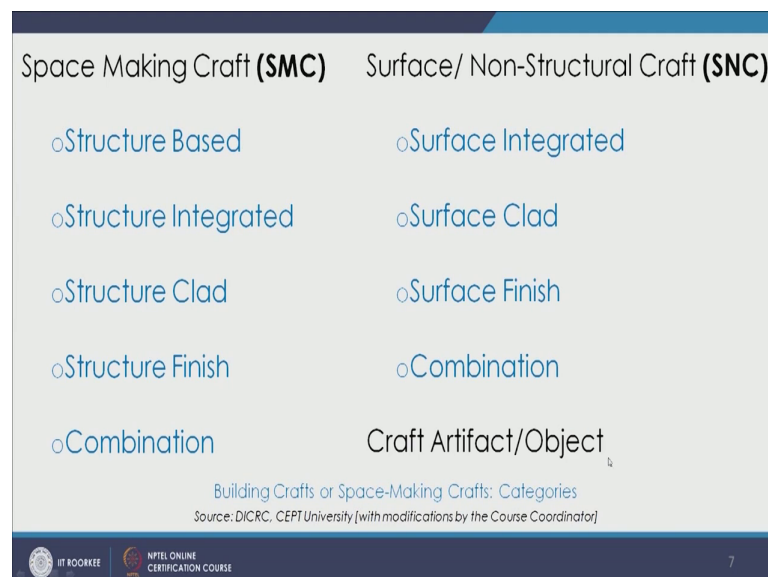 Space Making Craft (SMC)
oStructure Based
oStructure Integrated
oStructure Clad
oStructure Finish
oCombination
Surface/ Non-Structural Craft (SNC)
oSurface Integrated
oSurface Clad
oSurface Finish
oCombination
Craft Artifact/Object
Building Crafts or Space-Making Crafts: Categories
Source: DICRC, CEPT University [with modifications by the Course Coordinator]
IIT ROORKEE
NPTEL ONLINE
CERTIFICATION COURSE
7